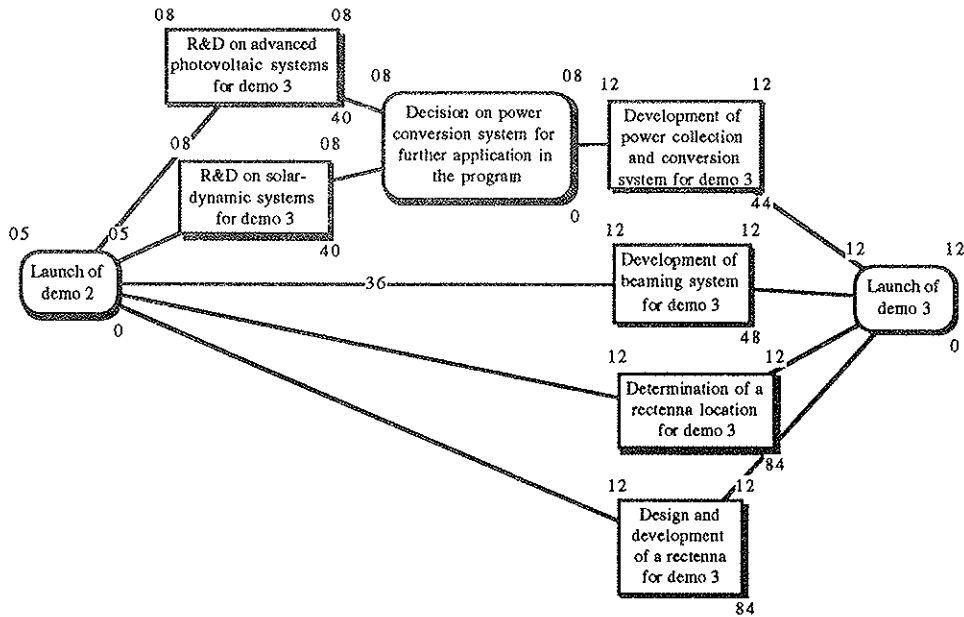 08
08
R&D on advanced
photovoltaic systems
for demo 3
40
08
08
Decision on power
conversion system for
further application in
the program
0
12
12
Development of
power collection
and conversion
system for demo 3
44
08
08
R&D on solar-
dynamic systems
for demo 3
40
05
05
Launch of
demo 2
0
36
12
12
Development of
beaming system
for demo 3
48
12
12
Launch of
demo 3
0
12
12
Determination of a
rectenna location
for demo 3
84
12
12
Design and
development
of a rectenna
for demo 3
84